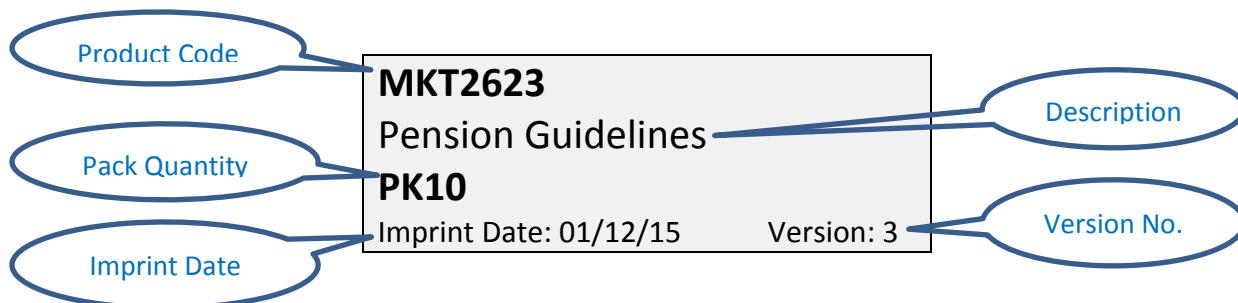 Product Code
MKT2623
Pension Guidelines
Description
Pack Quantity
PK10
Imprint Date: 01/12/15 Version: 3
Version No.
Imprint Date